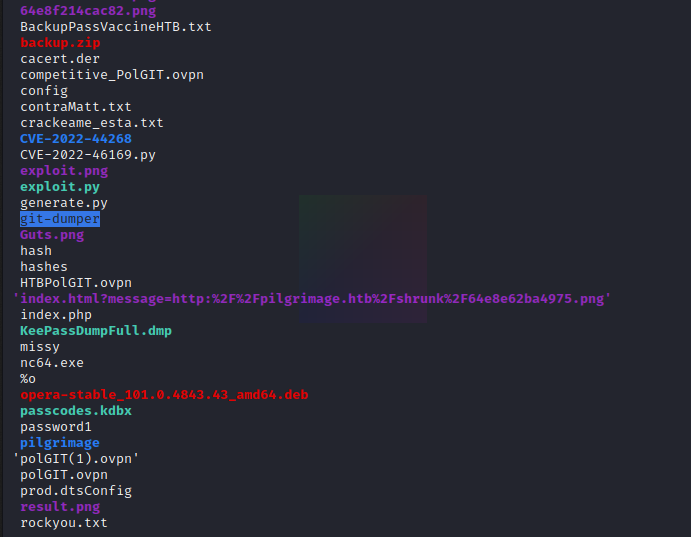 64e8f214cac82.png
BackupPassVaccineHTB.txt
backup.zip
cacert.der
competitive_PolGIT.ovpn
config
contraMatt.txt
crackeame_esta.txt
CVE-2022-44268
CVE-2022-46169.py
exploit.png
exploit.py
generate.py
git-dumper
Guts.png
hash
hashes
HTBPolGIT.ovpn
'index.html?message=http:%2F%2Fpilgrimage.htb%2Fshrunk%2F64e8e62ba4975.png'
index.php
KeePassDumpFull.dmp
missy
nc64.exe
%o
opera-stable_101.0.4843.43_amd64.deb
passcodes.kdbx
password1
pilgrimage
'polGIT(1).ovpn'
polGIT.ovpn
prod.dtsConfig
result.png
rockyou.txt